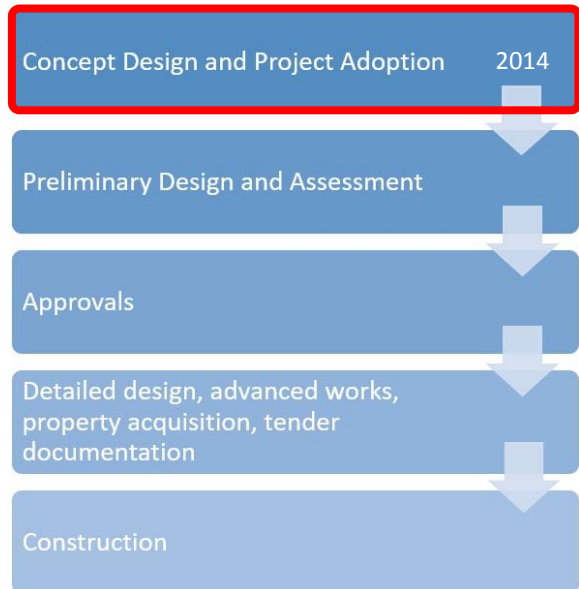 Concept Design and Project Adoption 2014
Preliminary Design and Assessment
Approvals
Detailed design, advanced works,
property acquisition, tender
documentation
Construction